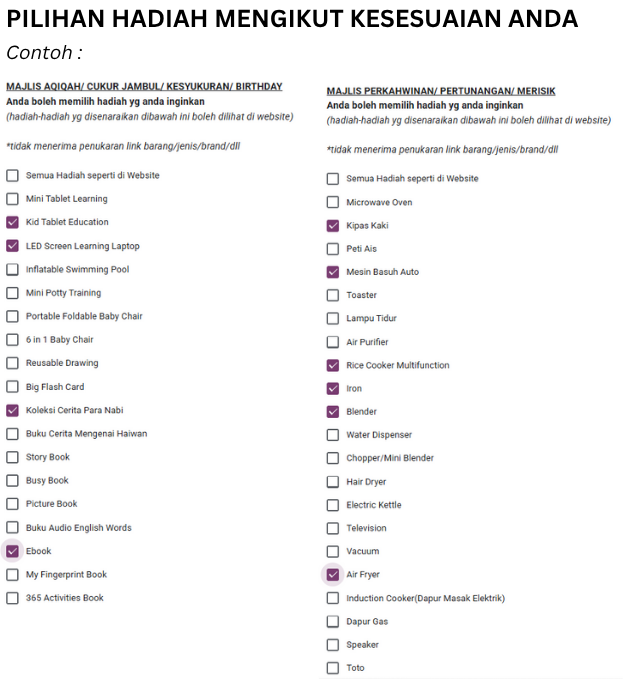 PILIHAN HADIAH MENGIKUT KESESUAIAN ANDA
Contoh :
MAJLIS AQIQAH/ CUKUR JAMBUL/ KESYUKURAN/ BIRTHDAY
Anda boleh memilih hadiah yg anda inginkan
(hadiah-hadiah yg disenaraikan dibawah ini boleh dilihat di website)
*tidak menerima penukaran link barang/jenis/brand/dll
Semua Hadiah seperti di Website
Mini Tablet Learning
Kid Tablet Education
LED Screen Learning Laptop
Inflatable Swimming Pool
Mini Potty Training
Portable Foldable Baby Chair
6 in 1 Baby Chair
Reusable Drawing
Big Flash Card
Koleksi Cerita Para Nabi
Buku Cerita Mengenai Haiwan
Story Book
Busy Book
Picture Book
Buku Audio English Words
Ebook
My Fingerprint Book
365 Activities Book
MAJLIS PERKAHWINAN/ PERTUNANGAN/ MERISIK
Anda boleh memilih hadiah yg anda inginkan
(hadiah-hadiah yg disenaraikan dibawah ini boleh dilihat di website)
*tidak menerima penukaran link barang/jenis/brand/dll
Semua Hadiah seperti di Website
Microwave Oven
Kipas Kaki
Peti Ais
Mesin Basuh Auto
Toaster
Lampu Tidur
Air Purifier
Rice Cooker Multifunction
Iron
Blender
Water Dispenser
Chopper/Mini Blender
Hair Dryer
Electric Kettle
Television
Vacuum
Air Fryer
Induction Cooker(Dapur Masak Elektrik)
Dapur Gas
Speaker
Toto